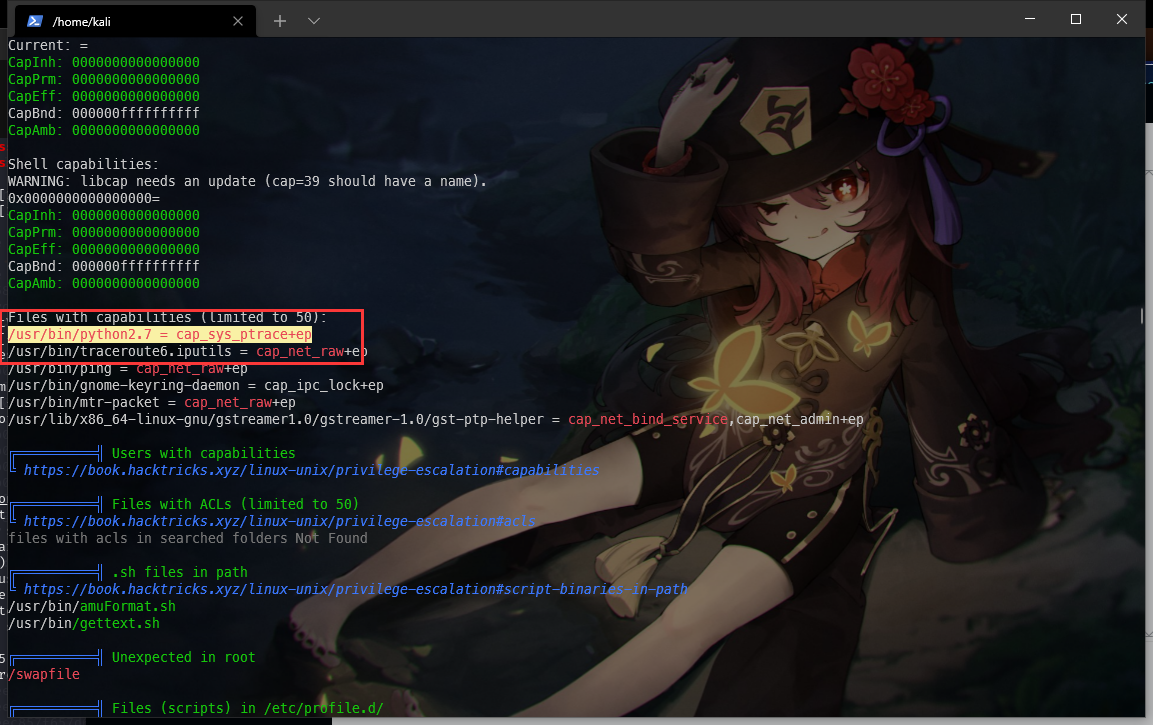 /home/kali
Current: =
CapInh: 0000000000000000
CapPrm: 0000000000000000
CapEff: 0000000000000000
CapBnd: 000000ffffffffff
CapAmb: 0000000000000000
Shell capabilities:
WARNING: libcap needs an update (cap=39 should have a name).
0x0000000000000000=
CapInh: 0000000000000000
CapPrm: 0000000000000000
CapEff: 0000000000000000
CapBnd: 000000ffffffffff
CapAmb: 0000000000000000
Files with capabilities (limited to 50):
/usr/bin/python2.7 = cap_sys_ptrace+ep
/usr/bin/traceroute6.iputils = cap_net_raw+ep
/usr/bin/ping = cap_net_raw+ep
/usr/bin/gnome-keyring-daemon = cap_ipc_lock+ep
/usr/bin/mtr-packet = cap_net_raw+ep
/usr/lib/x86_64-linux-gnu/gstreamer1.0/gstreamer-1.0/gst-ptp-helper = cap_net_bind_service,cap_net_admin+ep
╔══════════╣ Users with capabilities
╚ https://book.hacktricks.xyz/linux-unix/privilege-escalation#capabilities
╔══════════╣ Files with ACLs (limited to 50)
╚ https://book.hacktricks.xyz/linux-unix/privilege-escalation#acls
files with acls in searched folders Not Found
╔══════════╣ .sh files in path
╚ https://book.hacktricks.xyz/linux-unix/privilege-escalation#script-binaries-in-path
/usr/bin/amuFormat.sh
/usr/bin/gettext.sh
╔══════════╣ Unexpected in root
/swapfile
╔══════════╣ Files (scripts) in /etc/profile.d/